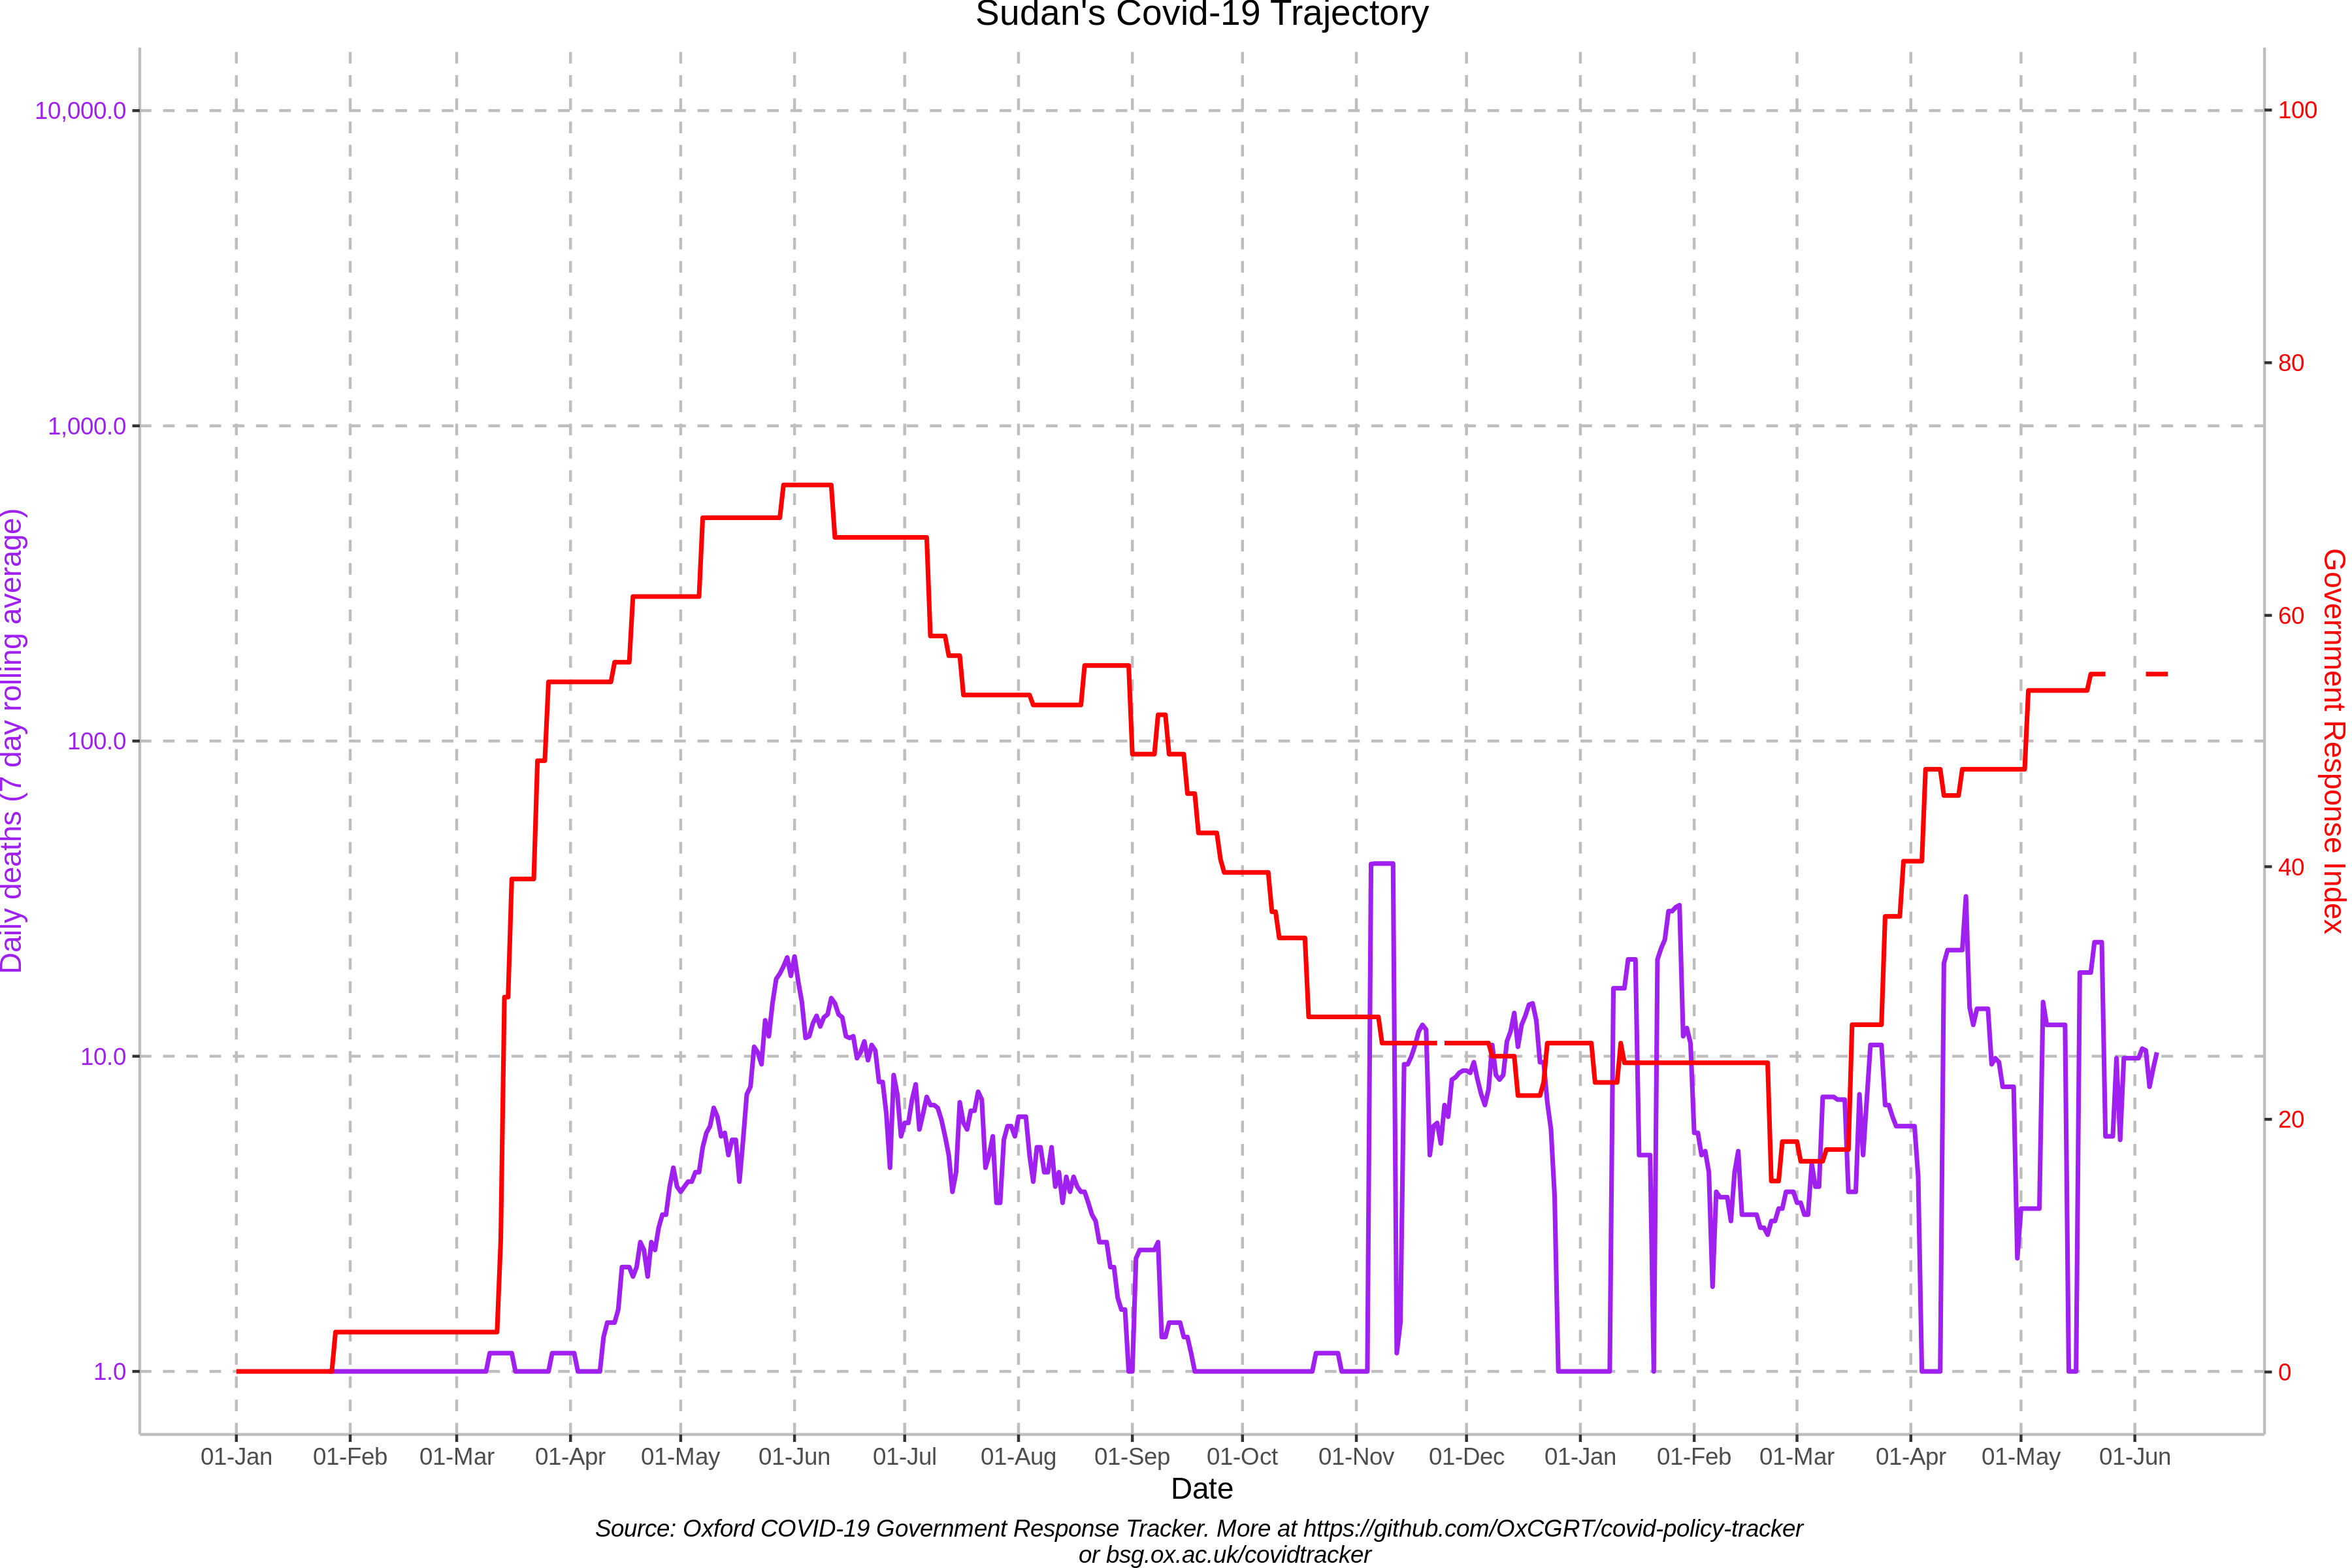 Sudan's Covid-19 Trajectory
10,000.0
1,000.0
100.0
10.0
1.0
Daily deaths (7 day rolling average)
100
80
60
40
20
0
Government Response Index
01-Jan 01-Feb 01-Mar 01-Apr 01-May 01-Jun 01-Jul 01-Aug 01-Sep 01-Oct 01-Nov 01-Dec 01-Jan 01-Feb 01-Mar 01-Apr 01-May 01-Jun
Date
Source: Oxford COVID-19 Government Response Tracker. More at https://github.com/OxCGRT/covid-policy-tracker
or bsg.ox.ac.uk/covidtracker